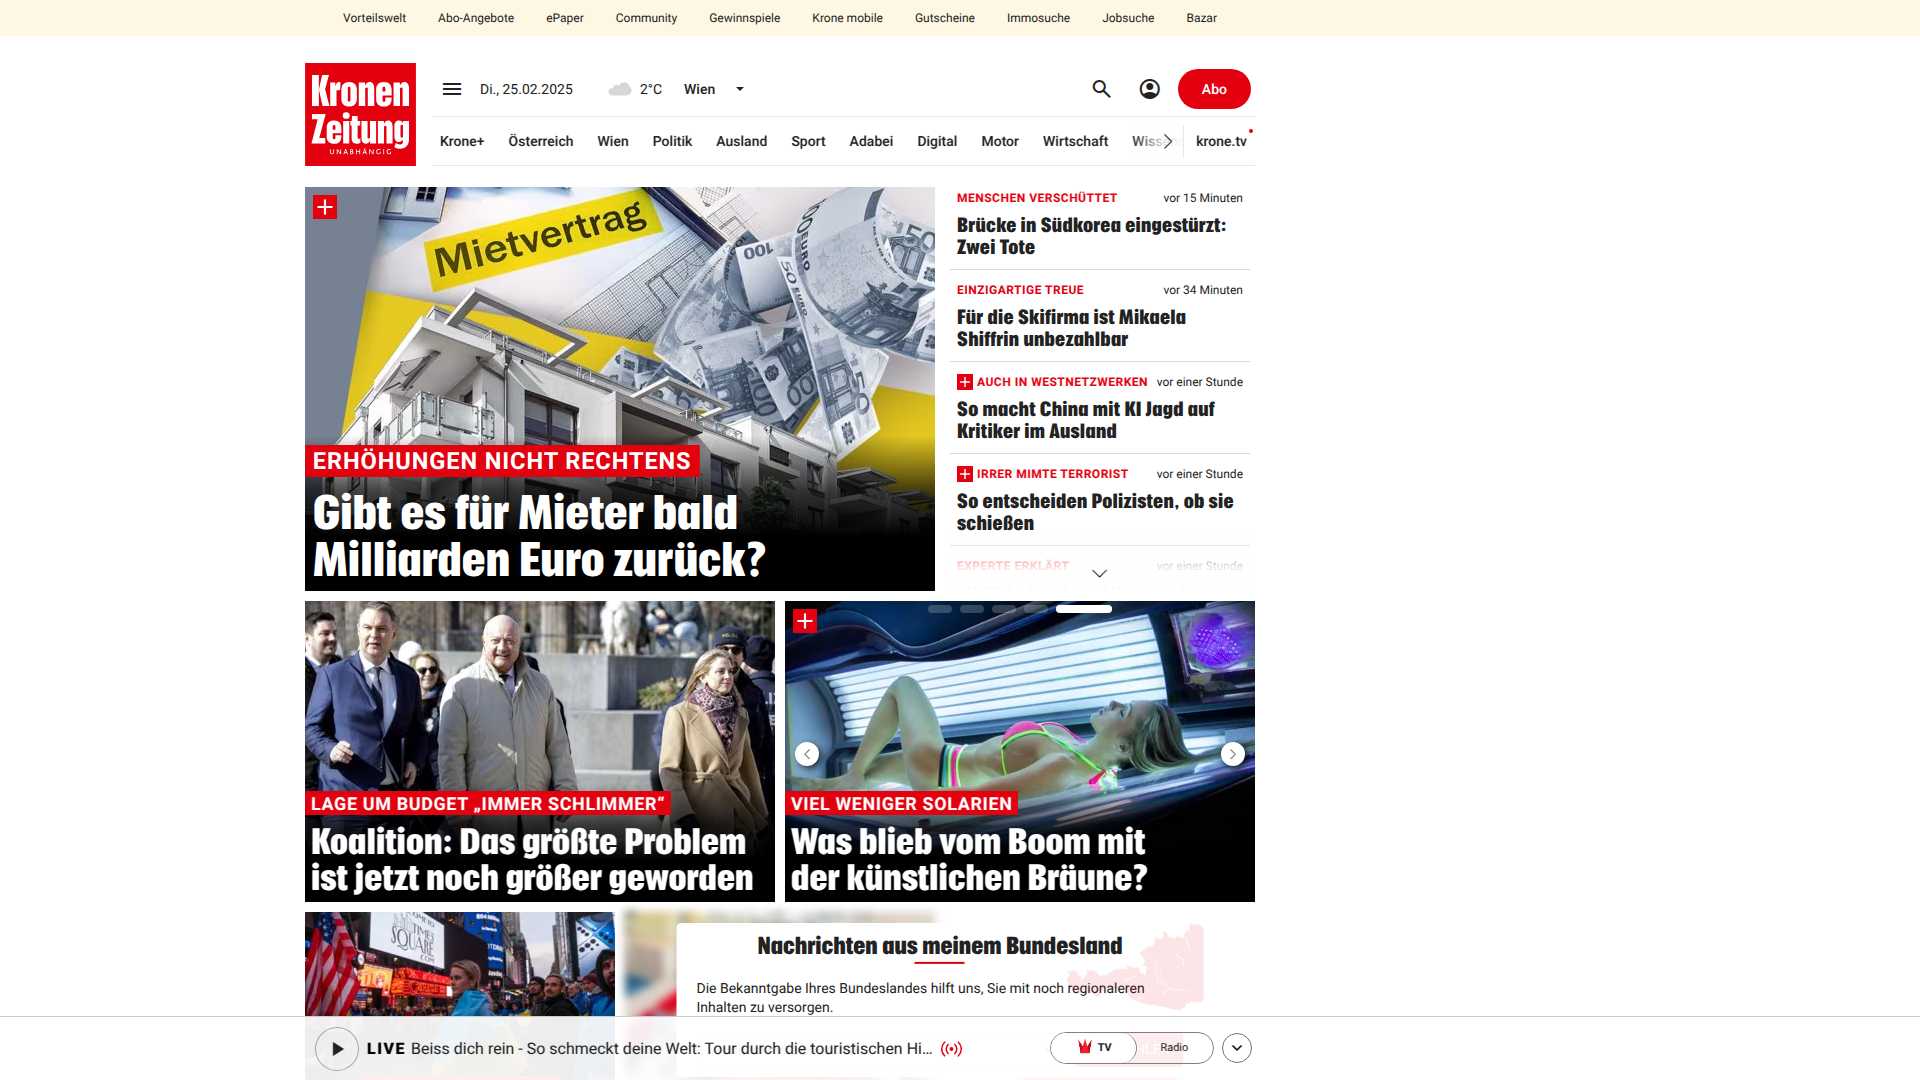 Vorteilswelt Abo-Angebote ePaper Community Gewinnspiele Krone mobile Gutscheine Immosuche Jobsuche Bazar
Kronen
Zeitung
UNABHÄNGIG
Di., 25.02.2025 2°C Wien
Abo
Krone+ Österreich Wien Politik Ausland Sport Adabei Digital Motor Wirtschaft krone.tv
Mietvertrag
ERHÖHUNGEN NICHT RECHTENS
Gibt es für Mieter bald
Milliarden Euro zurück?
MENSCHEN VERSCHÜTTET vor 15 Minuten
Brücke in Südkorea eingestürzt:
Zwei Tote
EINZIGARTIGE TREUE vor 34 Minuten
Für die Skifirma ist Mikaela
Shiffrin unbezahlbar
AUCH IN WESTNETZWERKEN vor einer Stunde
So macht China mit KI Jagd auf
Kritiker im Ausland
IRRER MIMTE TERRORIST vor einer Stunde
So entscheiden Polizisten, ob sie
schießen
EXPERTE ERKLÄRT vor einer Stunde
LAGE UM BUDGET „IMMER SCHLIMMER“
Koalition: Das größte Problem
ist jetzt noch größer geworden
VIEL WENIGER SOLARIEN
Was blieb vom Boom mit
der künstlichen Bräune?
TIMES
SQUARE
Nachrichten aus meinem Bundesland
Die Bekanntgabe Ihres Bundeslandes hilft uns, Sie mit noch regionaleren
Inhalten zu versorgen.
LIVE Beiss dich rein - So schmeckt deine Welt: Tour durch die touristischen Hi...
TV Radio